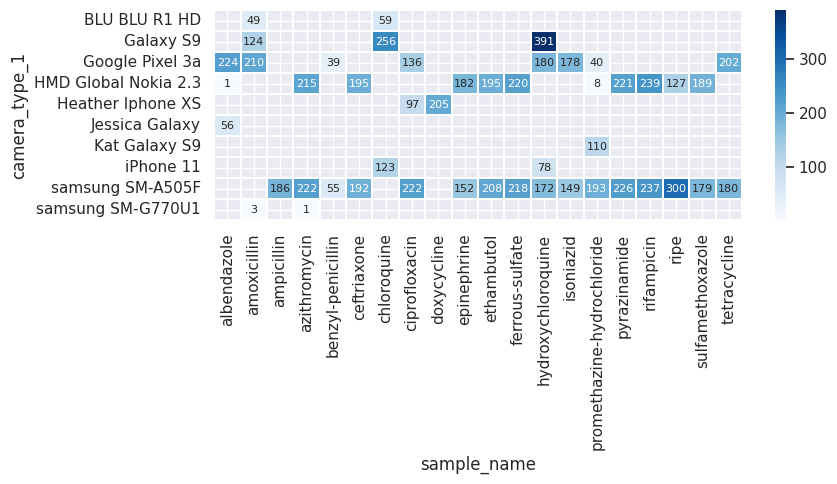 camera_type_1
BLU BLU R1 HD 49 59
Galaxy S9 124 256 391
Google Pixel 3a 224 210 39 136 180 178 40 202
HMD Global Nokia 2.3 1 215 195 182 195 220 8 221 239 127 189
Heather Iphone XS 97 205
Jessica Galaxy 56
Kat Galaxy S9 110
iPhone 11 123 78
samsung SM-A505F 186 222 55 192 222 152 208 218 172 149 193 226 237 300 179 180
samsung SM-G770U1 3 1
albendazole
amoxicillin
ampicillin
azithromycin
benzyl-penicillin
ceftriaxone
chloroquine
ciprofloxacin
doxycycline
epinephrine
ethambutol
ferrous-sulfate
hydroxychloroquine
isoniazid
promethazine-hydrochloride
pyrazinamide
rifampicin
ripe
sulfamethoxazole
tetracycline
sample_name
300
200
100